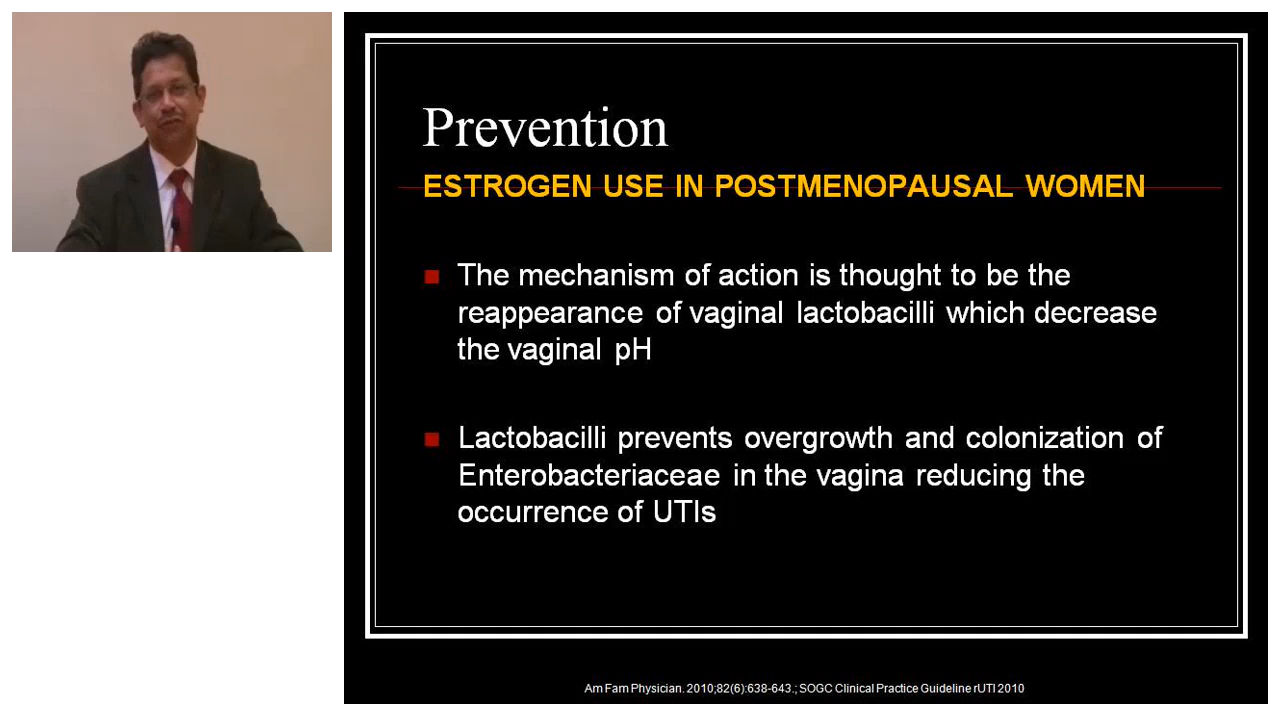 Prevention
ESTROGEN USE IN POSTMENOPAUSAL WOMEN
The mechanism of action is thought to be the
reappearance of vaginal lactobacilli which decrease
the vaginal pH
Lactobacilli prevents overgrowth and colonization of
Enterobacteriaceae in the vagina reducing the
occurrence of UTIs
Am Fam Physician. 2010;82(6):638-643.; SOGC Clinical Practice Guideline rUTI 2010